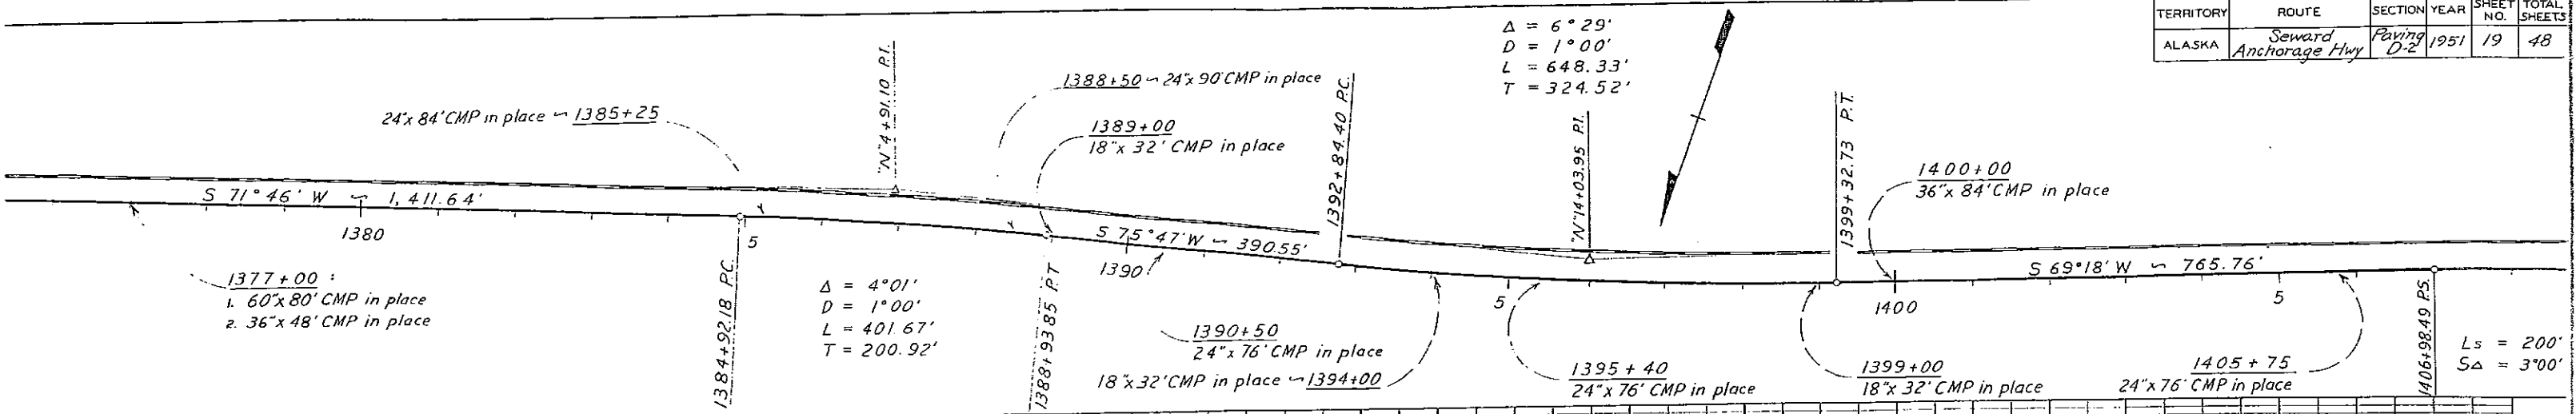 TERRITORY ROUTE SECTION YEAR SHEET NO. TOTAL SHEETS
ALASKA Seward Anchorage Hwy Paving D-2 1951 19 48
Δ = 6°29'
D = 1°00'
L = 648.33'
T = 324.52'
24"x 84' CMP in place ~ 1385+25
"N" 4+91.10 P.I.
1388+50 ~ 24"x 90' CMP in place
1389+00
18"x 32' CMP in place
1392+84.40 P.C.
"N" 14+03.95 P.I.
1399+32.73 P.T.
1400+00
36"x 84' CMP in place
S 71°46' W ~ 1,411.64'
S 75°47' W ~ 390.55'
S 69°18' W ~ 765.76'
1380
5
1390
5
1400
5
1377+00 :
1. 60"x 80' CMP in place
2. 36"x 48' CMP in place
1384+92.18 P.C.
Δ = 4°01'
D = 1°00'
L = 401.67'
T = 200.92'
1388+93.85 P.T
1390+50
24"x 76' CMP in place
18"x 32' CMP in place ~ 1394+00
1395+40
24"x 76' CMP in place
1399+00
18"x 32' CMP in place
1405+75
24"x 76' CMP in place
1406+98.49 P.S.
Ls = 200'
SΔ = 3°00'